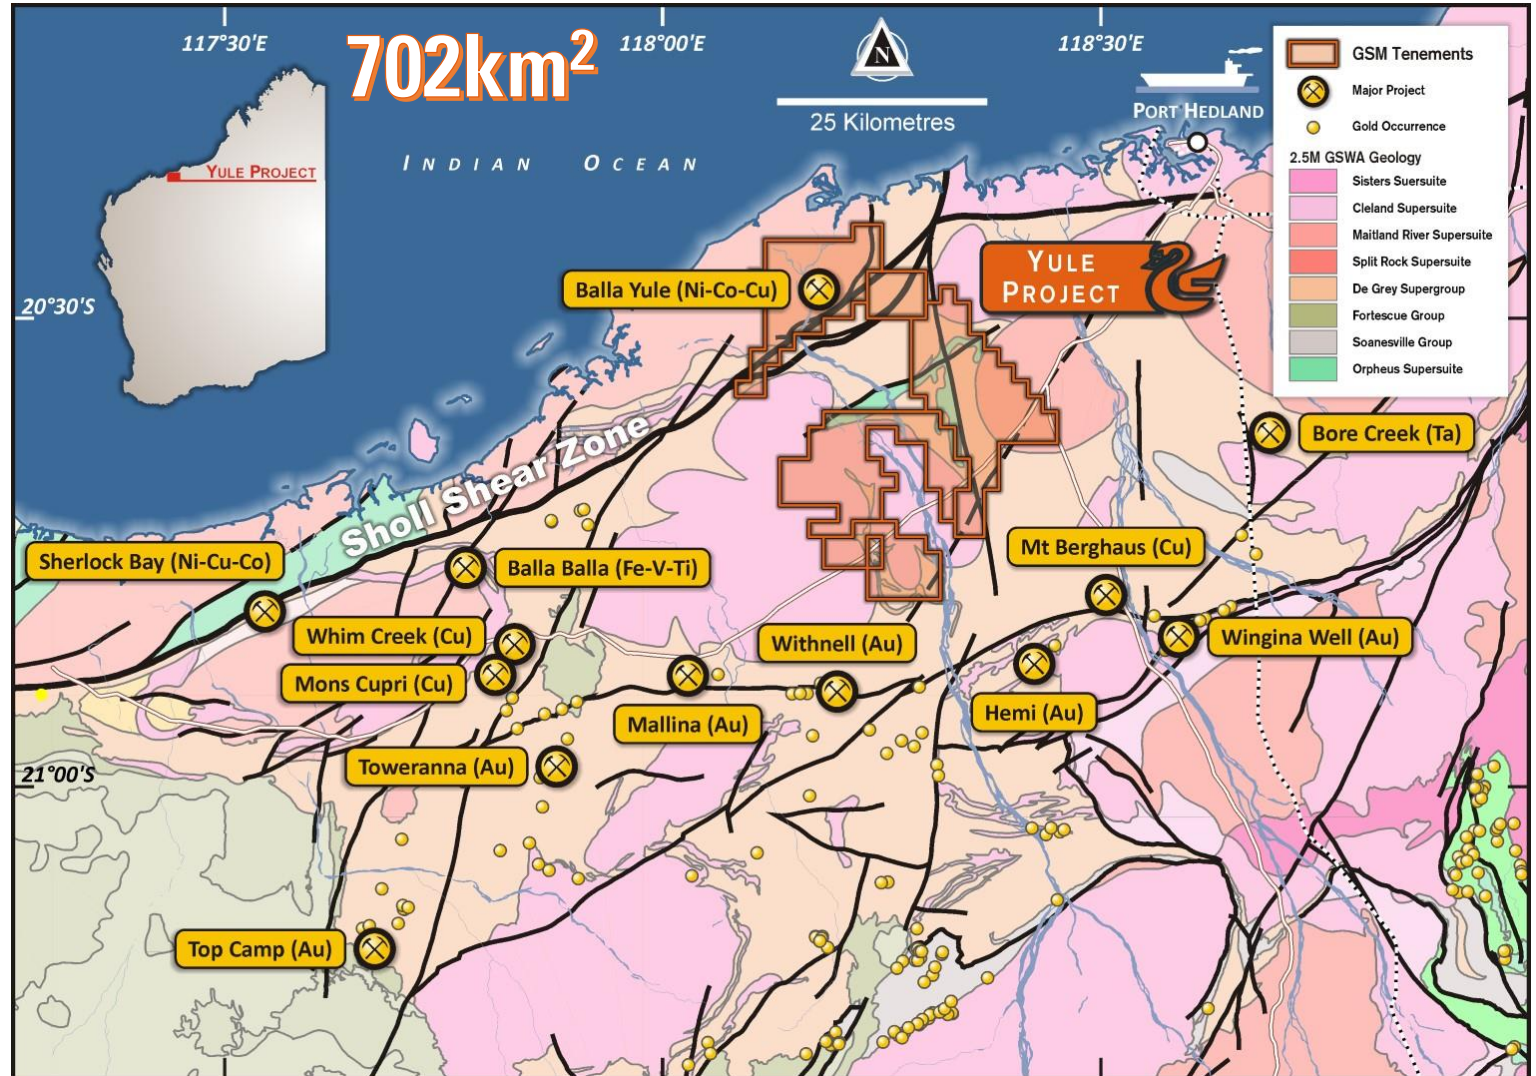 117°30'E
702km²
118°00'E
118°30'E
N
25 Kilometres
PORT HEDLAND
INDIAN OCEAN
YULE PROJECT
GSM Tenements
Major Project
Gold Occurrence
2.5M GSWA Geology
Sisters Suersuite
Cleland Supersuite
Maitland River Supersuite
Split Rock Supersuite
De Grey Supergroup
Fortescue Group
Soanesville Group
Orpheus Supersuite
YULE
PROJECT
Balla Yule (Ni-Co-Cu)
20°30'S
Bore Creek (Ta)
Sholl Shear Zone
Sherlock Bay (Ni-Cu-Co)
Balla Balla (Fe-V-Ti)
Mt Berghaus (Cu)
Whim Creek (Cu)
Withnell (Au)
Wingina Well (Au)
Mons Cupri (Cu)
Mallina (Au)
Hemi (Au)
Toweranna (Au)
21°00'S
Top Camp (Au)